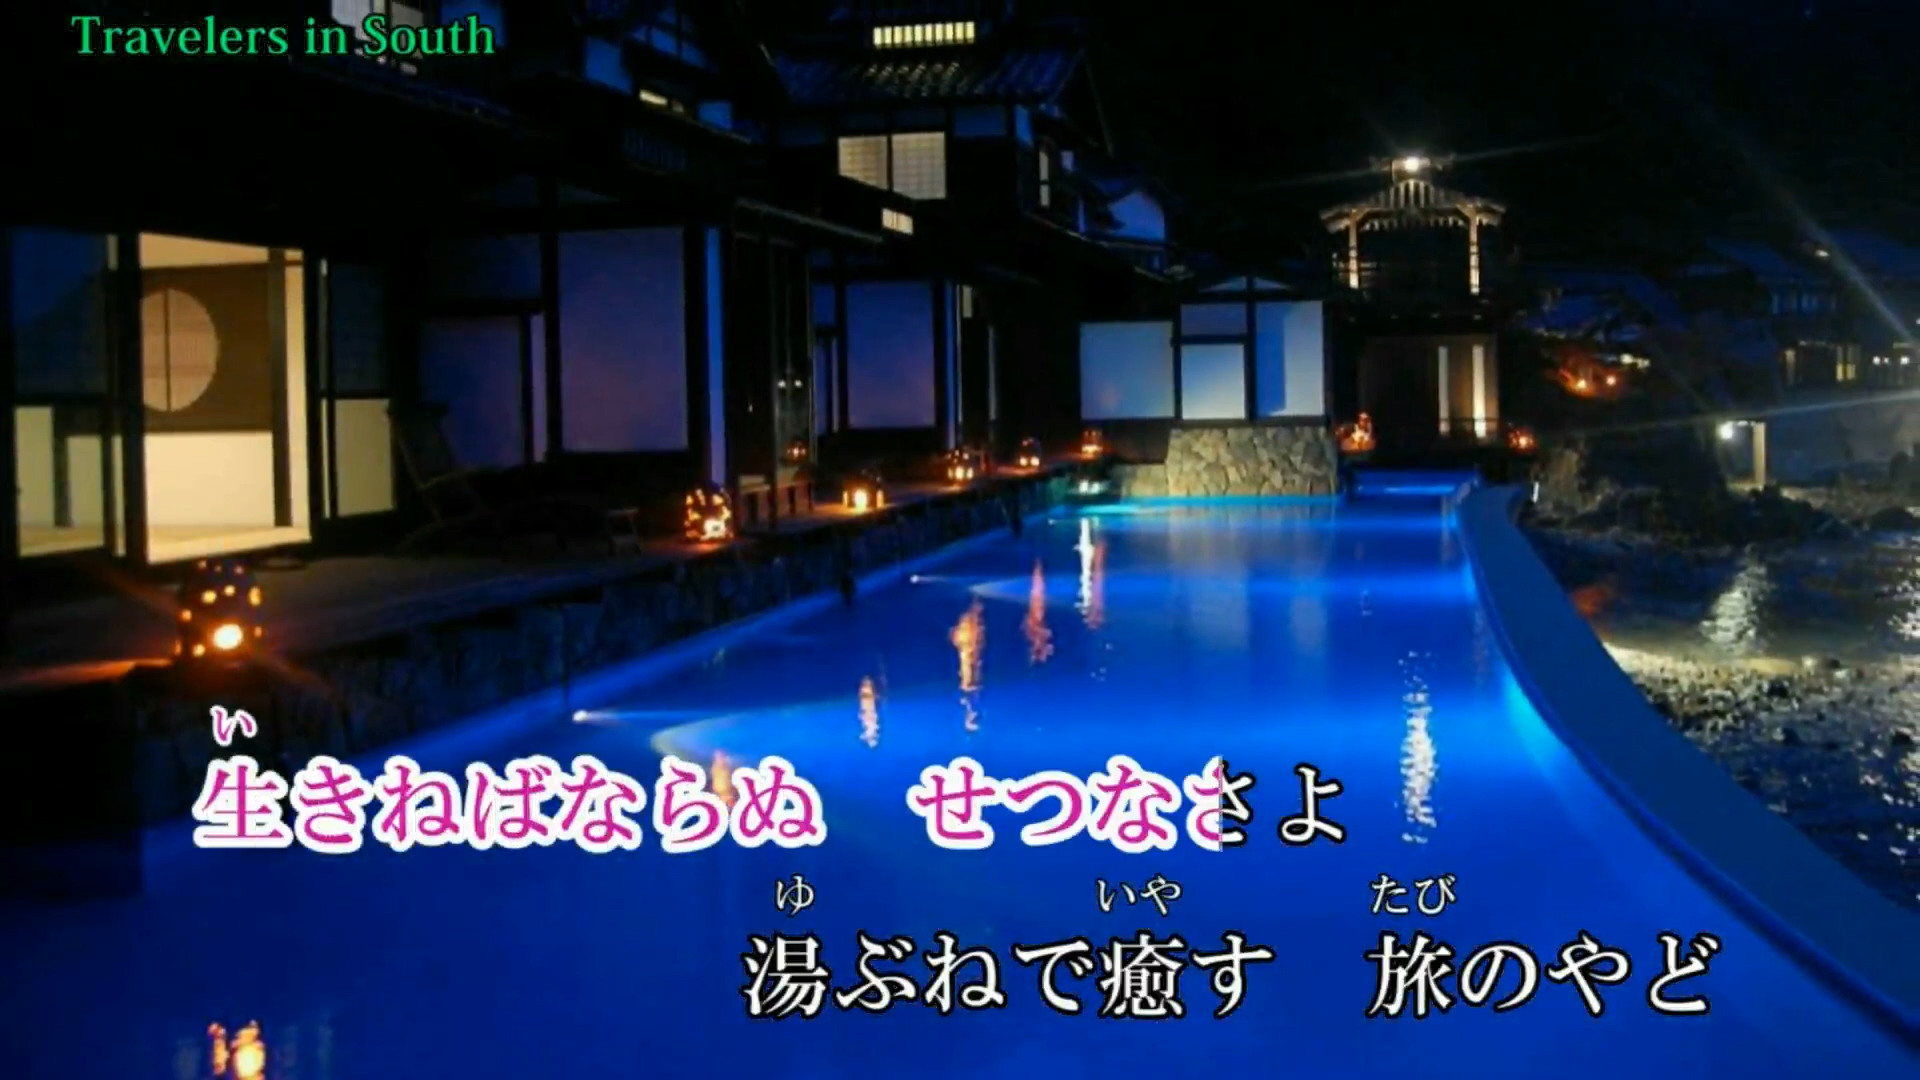 Travelers in South
い
生きねばならぬ　せつなさよ
ゆ　いや　たび
湯ぶねで癒す　旅のやど